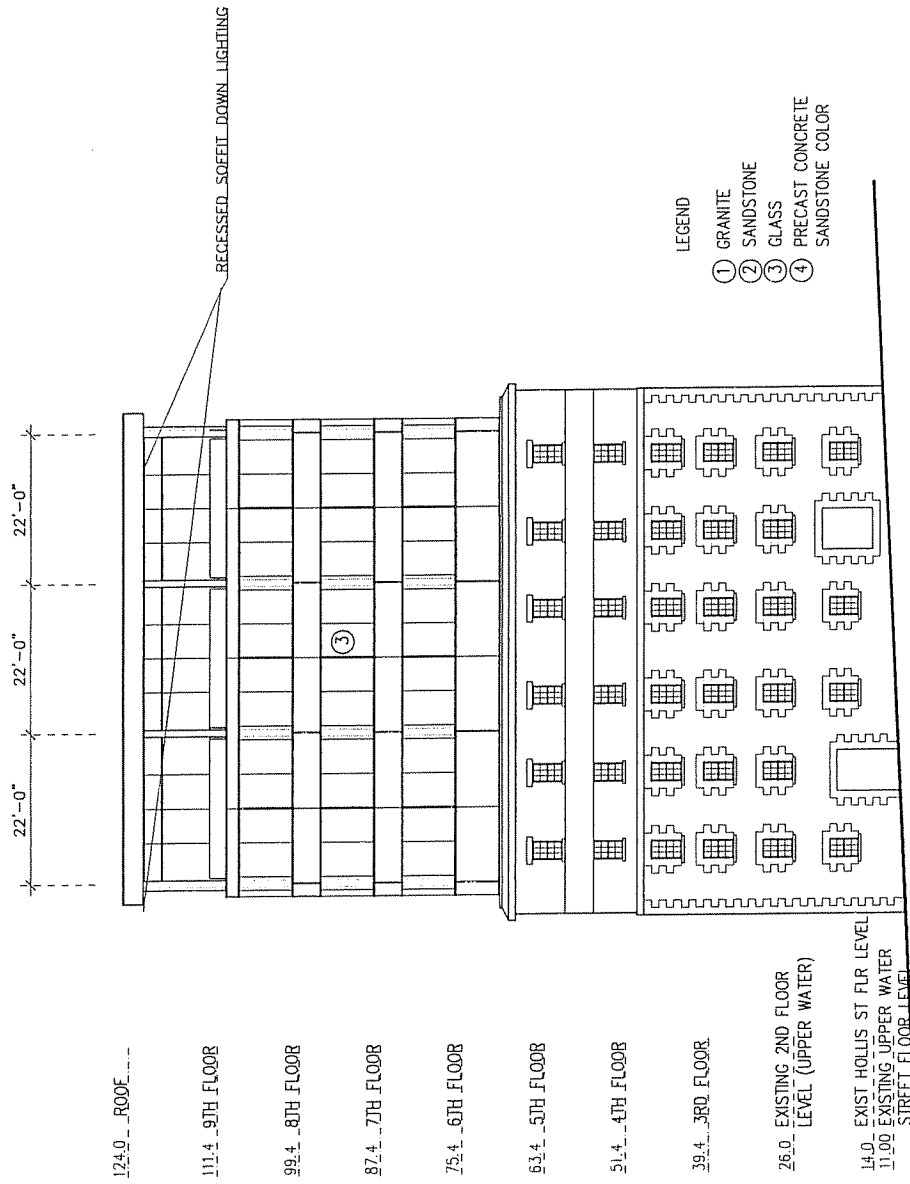 22'-0"
22'-0"
22'-0"
RECESSED SOFFIT DOWN LIGHTING
124.0 ROOF
111.4 9TH FLOOR
99.4 8TH FLOOR
87.4 7TH FLOOR
75.4 6TH FLOOR
63.4 5TH FLOOR
51.4 4TH FLOOR
39.4 3RD FLOOR
26.0 EXISTING 2ND FLOOR
LEVEL (UPPER WATER)
14.0 EXIST HOLLIS ST FLR LEVEL
11.00 EXISTING UPPER WATER
STREET FLOOR LEVEL
3
LEGEND
1 GRANITE
2 SANDSTONE
3 GLASS
4 PRECAST CONCRETE
SANDSTONE COLOR